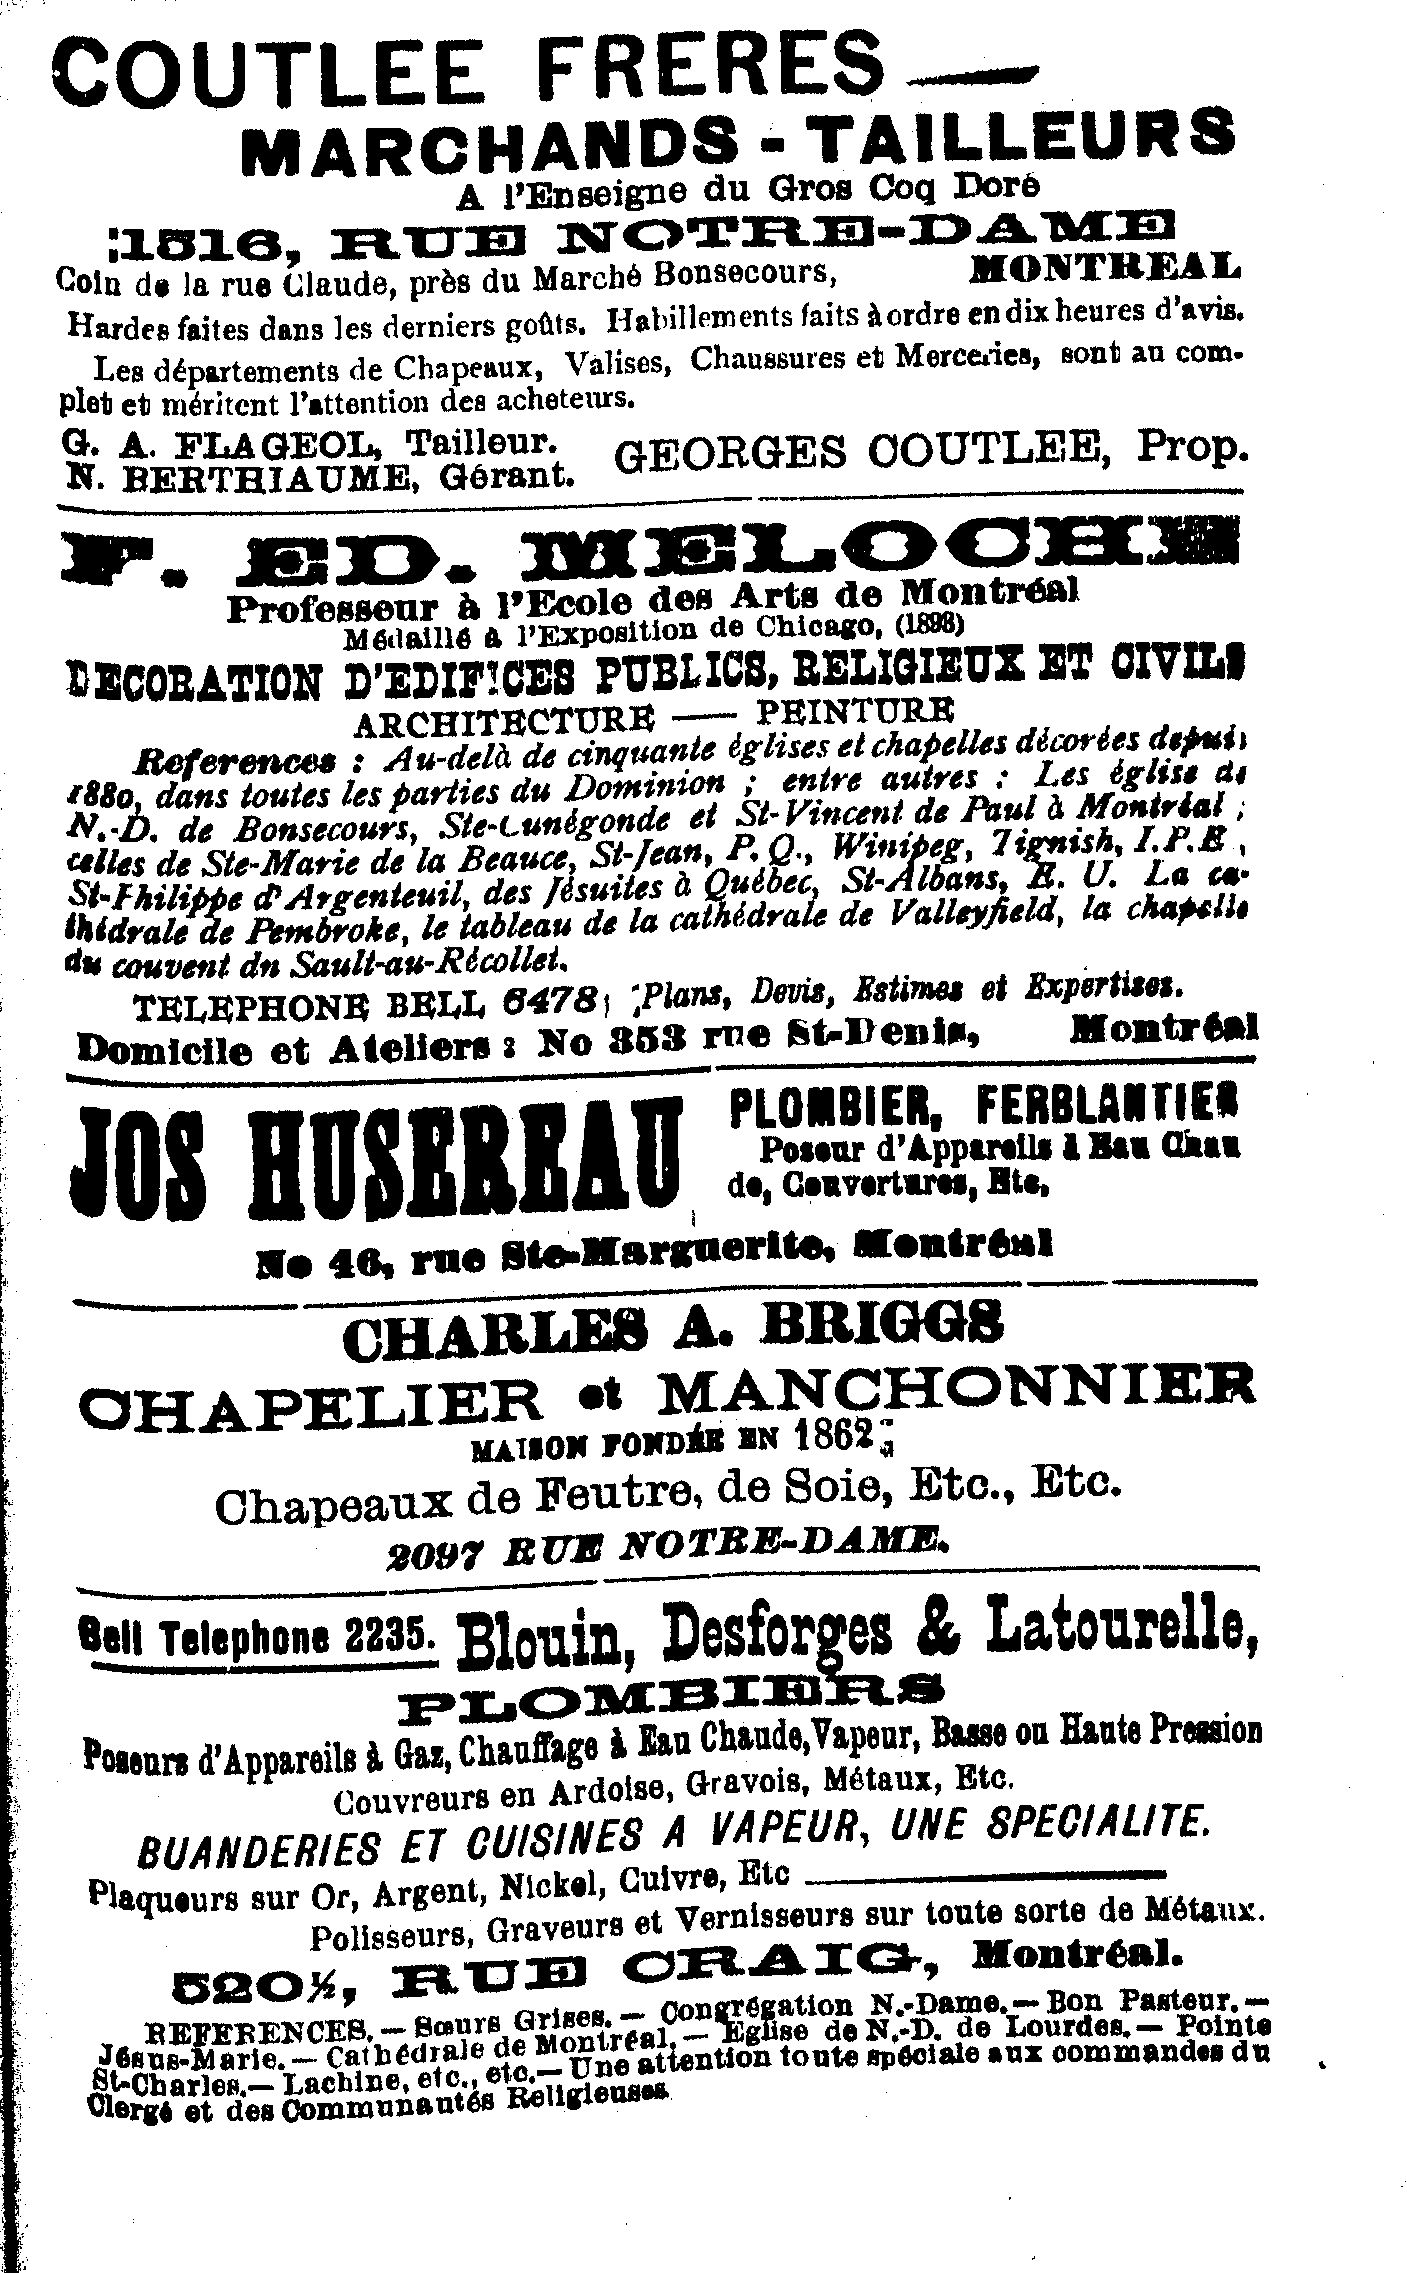 COUTLEE FRERES —
MARCHANDS - TAILLEURS
A l'Enseigne du Gros Coq Doré
1516, RUE NOTRE-DAME
Coin de la rue Claude, près du Marché Bonsecours, MONTREAL
Hardes faites dans les derniers goûts. Habillements faits à ordre en dix heures d'avis.
Les départements de Chapeaux, Valises, Chaussures et Merceries, sont au com-
plet et méritent l'attention des acheteurs.
G. A. FLAGEOL, Tailleur.
N. BERTHIAUME, Gérant.
GEORGES COUTLEE, Prop.
F. ED. MELOCHE
Professeur à l'Ecole des Arts de Montréal
Médaillé à l'Exposition de Chicago, (1893)
DECORATION D'EDIFICES PUBLICS, RELIGIEUX ET CIVILS
ARCHITECTURE — PEINTURE
References : Au-delà de cinquante églises et chapelles décorées depuis
1880, dans toutes les parties du Dominion ; entre autres : Les église de
N.-D. de Bonsecours, Ste-Cunégonde et St-Vincent de Paul à Montréal ;
celles de Ste-Marie de la Beauce, St-Jean, P. Q., Winipeg, Tignish, I.P.E ,
St-Philippe d'Argenteuil, des Jésuites à Québec, St-Albans, E. U. La ca-
thédrale de Pembroke, le tableau de la cathédrale de Valleyfield, la chapelle
du couvent dn Sault-au-Récollet.
TELEPHONE BELL 6478; Plans, Devis, Estimes et Expertises.
Domicile et Ateliers : No 353 rue St-Denis, Montréal
JOS HUSEREAU
PLOMBIER, FERBLANTIER
Poseur d'Appareils à Eau Chau
de, Couvertures, Etc,
No 46, rue Ste-Marguerite, Montréal
CHARLES A. BRIGGS
CHAPELIER et MANCHONNIER
MAISON FONDÉE EN 1862
Chapeaux de Feutre, de Soie, Etc., Etc.
2097 RUE NOTRE-DAME.
Bell Telephone 2235. Blouin, Desforges & Latourelle,
PLOMBIERS
Poseurs d'Appareils à Gaz, Chauffage à Eau Chaude, Vapeur, Basse ou Haute Pression
Couvreurs en Ardoise, Gravois, Métaux, Etc.
BUANDERIES ET CUISINES A VAPEUR, UNE SPECIALITE.
Plaqueurs sur Or, Argent, Nickel, Cuivre, Etc —
Polisseurs, Graveurs et Vernisseurs sur toute sorte de Métaux.
520½, RUE CRAIG, Montréal.
REFERENCES.— Sœurs Grises.— Congrégation N.-Dame.— Bon Pasteur.—
Jésus-Marie.— Cathédrale de Montréal.— Eglise de N.-D. de Lourdes.— Pointe
St-Charles.— Lachine, etc., etc.— Une attention toute spéciale aux commandes du
Clergé et des Communautés Religieuses